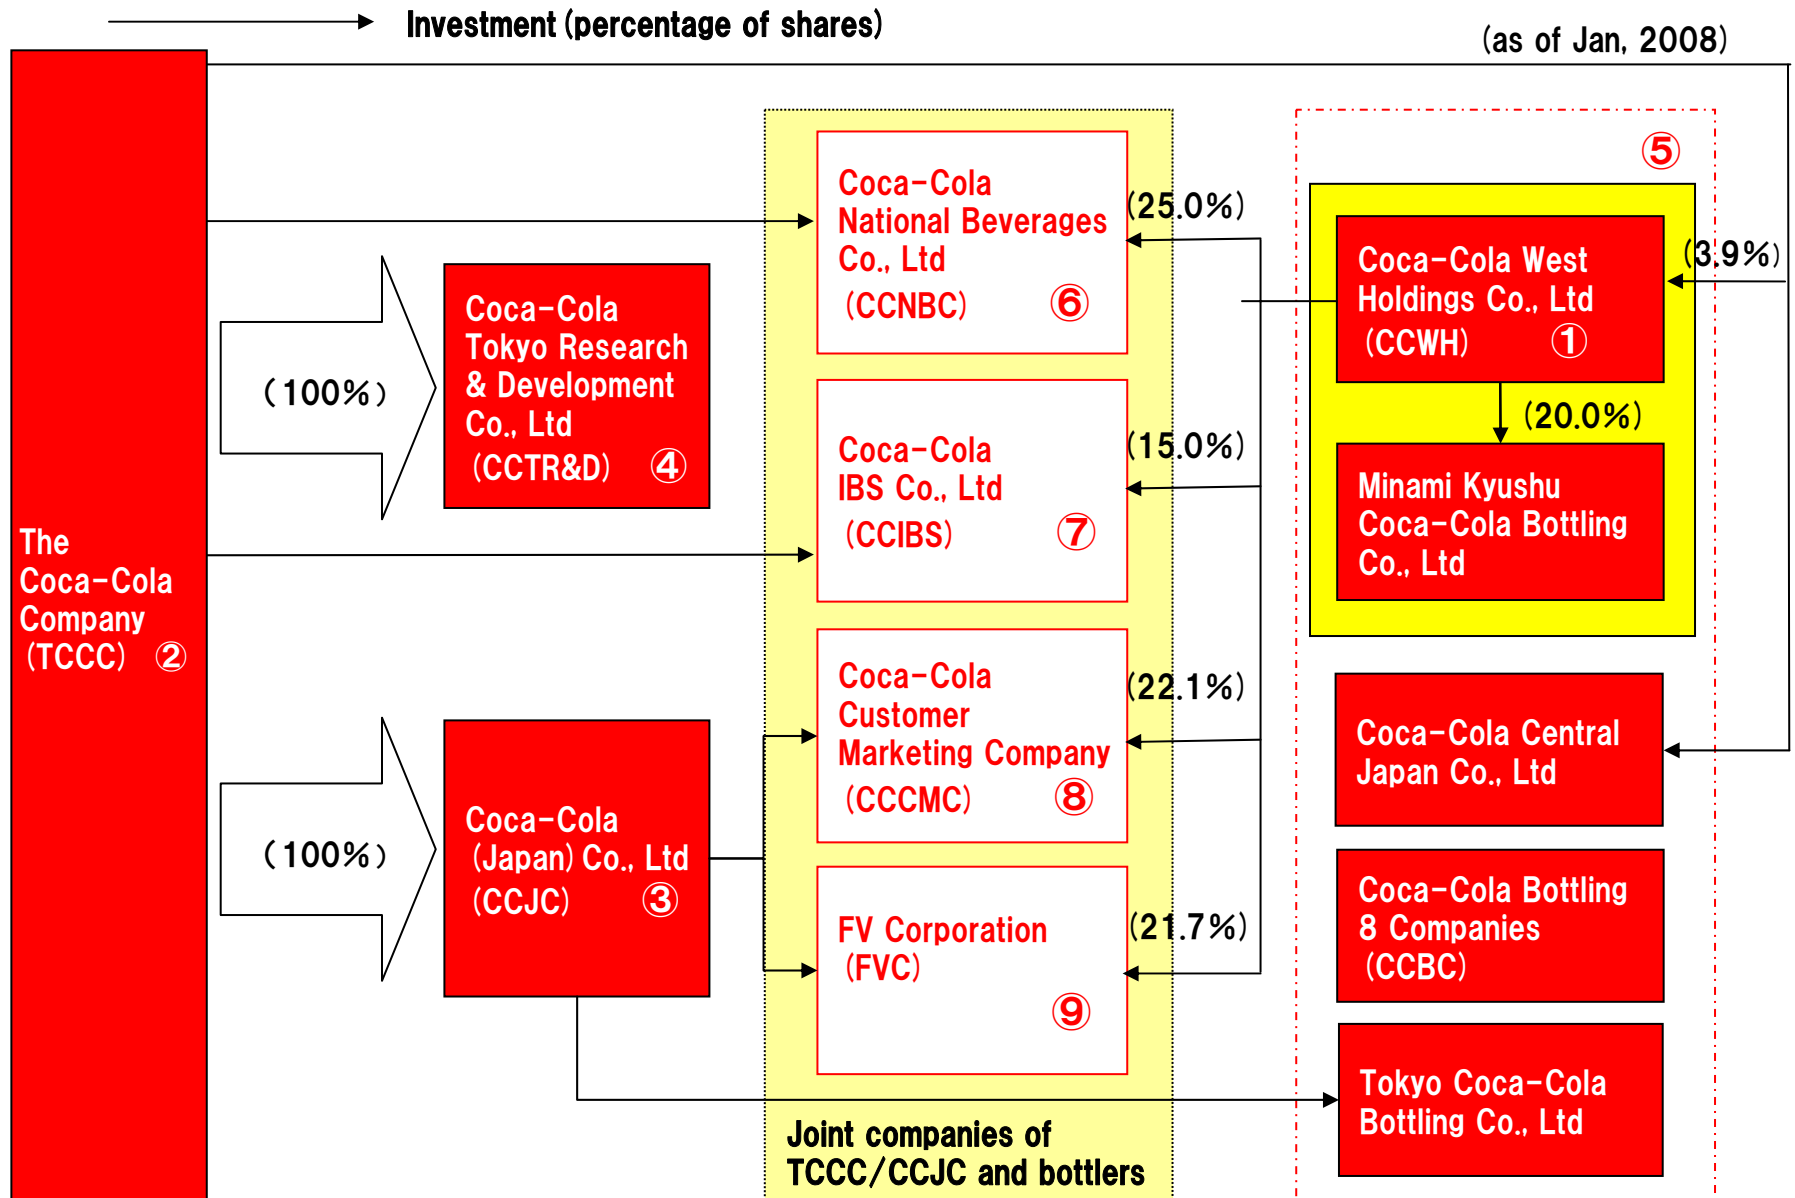 Investment (percentage of shares)
(as of Jan, 2008)
The
Coca-Cola
Company
(TCCC) ②
(100%)
Coca-Cola
Tokyo Research
& Development
Co., Ltd
(CCTR&D) ④
(100%)
Coca-Cola
(Japan) Co., Ltd
(CCJC) ③
Coca-Cola
National Beverages
Co., Ltd
(CCNBC) ⑥
(25.0%)
Coca-Cola
IBS Co., Ltd
(CCIBS) ⑦
(15.0%)
Coca-Cola
Customer
Marketing Company
(CCCMC) ⑧
(22.1%)
FV Corporation
(FVC)
⑨
(21.7%)
Joint companies of
TCCC/CCJC and bottlers
⑤
Coca-Cola West
Holdings Co., Ltd
(CCWH) ①
(3.9%)
(20.0%)
Minami Kyushu
Coca-Cola Bottling
Co., Ltd
Coca-Cola Central
Japan Co., Ltd
Coca-Cola Bottling
8 Companies
(CCBC)
Tokyo Coca-Cola
Bottling Co., Ltd